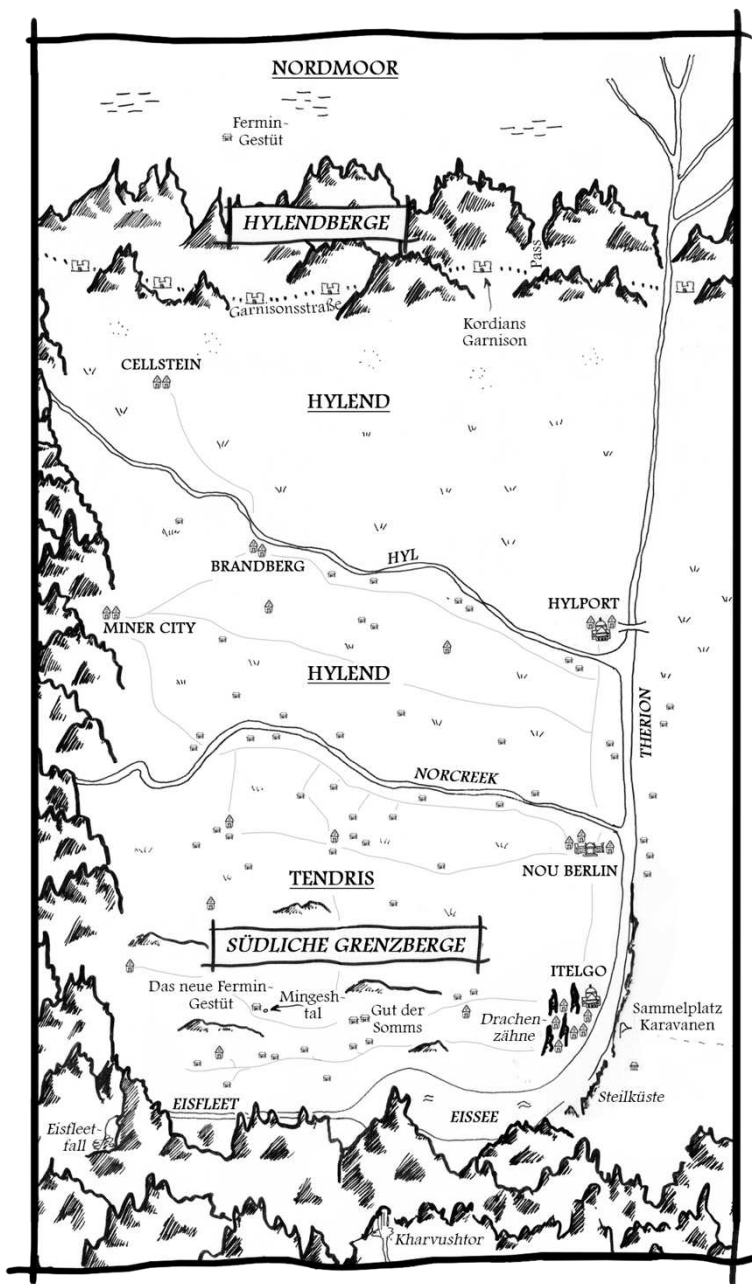 NORDMOOR
Fermin-
Gestüt
HYLENDBERGE
Pass
Garnisonsstraße
Kordians
Garnison
CELLSTEIN
HYLEND
HYL
BRANDBERG
HYLPORT
MINER CITY
HYLEND
THERION
NORCREEK
NOU BERLIN
TENDRIS
SÜDLICHE GRENZBERGE
ITELGO
Das neue Fermin-
Gestüt
Mingesh-
tal
Gut der
Somms
Drachen-
zähne
Sammelplatz
Karavanen
Steilküste
EISFLEET
EISSEE
Eisfleet-
fall
Kharvushtor